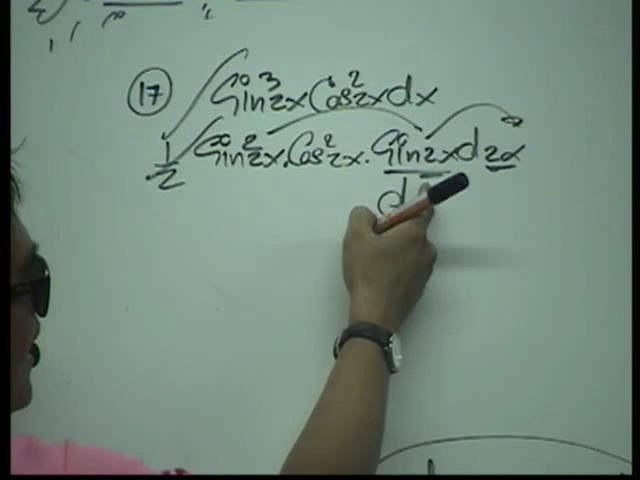 17 ∫ Sin³2x Cos²2x dx
1/2 ∫ Sin²2x · Cos²2x · Sin2x d2x
d